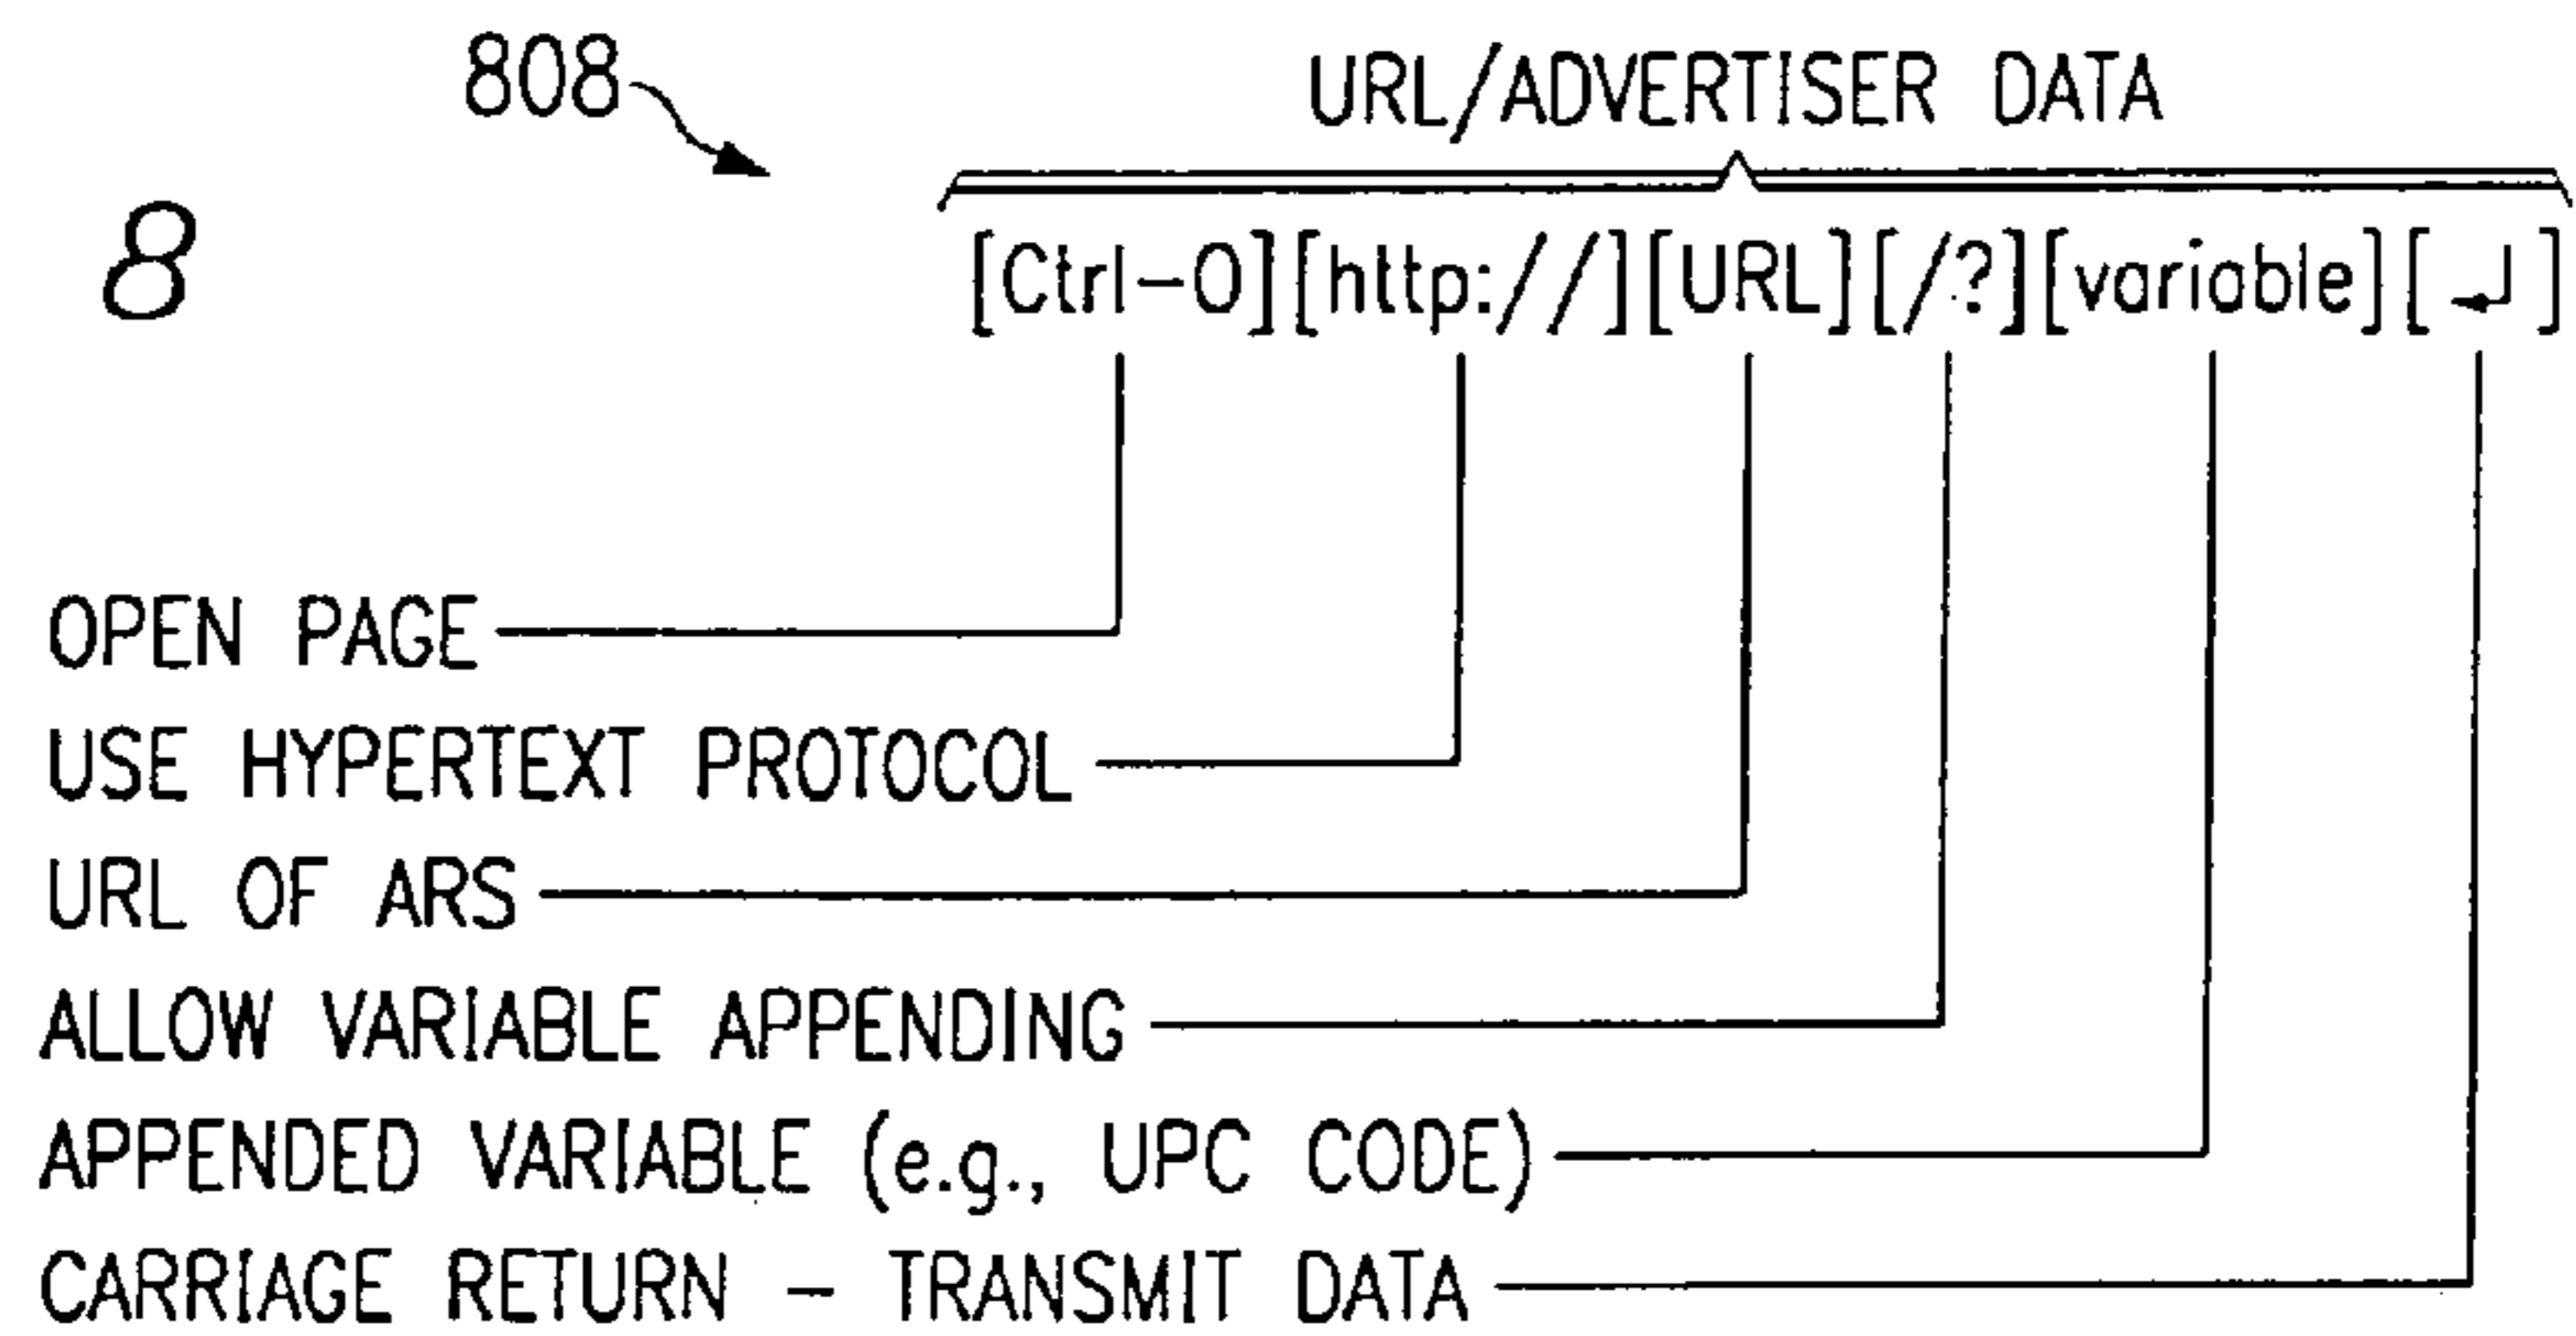 808
URL/ADVERTISER DATA
8
[Ctrl-O][http://][URL][/?][variable][↲]
OPEN PAGE
USE HYPERTEXT PROTOCOL
URL OF ARS
ALLOW VARIABLE APPENDING
APPENDED VARIABLE (e.g., UPC CODE)
CARRIAGE RETURN - TRANSMIT DATA